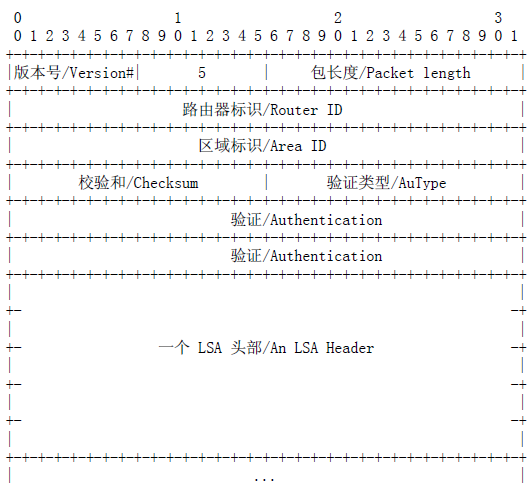 0                   1                   2                   3
0 1 2 3 4 5 6 7 8 9 0 1 2 3 4 5 6 7 8 9 0 1 2 3 4 5 6 7 8 9 0 1
+-+-+-+-+-+-+-+-+-+-+-+-+-+-+-+-+-+-+-+-+-+-+-+-+-+-+-+-+-+-+-+-+
|版本号/Version#|       5       |     包长度/Packet length      |
+-+-+-+-+-+-+-+-+-+-+-+-+-+-+-+-+-+-+-+-+-+-+-+-+-+-+-+-+-+-+-+-+
|                     路由器标识/Router ID                      |
+-+-+-+-+-+-+-+-+-+-+-+-+-+-+-+-+-+-+-+-+-+-+-+-+-+-+-+-+-+-+-+-+
|                       区域标识/Area ID                        |
+-+-+-+-+-+-+-+-+-+-+-+-+-+-+-+-+-+-+-+-+-+-+-+-+-+-+-+-+-+-+-+-+
|        校验和/Checksum        |       验证类型/AuType         |
+-+-+-+-+-+-+-+-+-+-+-+-+-+-+-+-+-+-+-+-+-+-+-+-+-+-+-+-+-+-+-+-+
|                           验证/Authentication                 |
+-+-+-+-+-+-+-+-+-+-+-+-+-+-+-+-+-+-+-+-+-+-+-+-+-+-+-+-+-+-+-+-+
|                           验证/Authentication                 |
+-+-+-+-+-+-+-+-+-+-+-+-+-+-+-+-+-+-+-+-+-+-+-+-+-+-+-+-+-+-+-+-+
|                                                               |
+-                                                             -+
|                                                               |
+-                 一个 LSA 头部/An LSA Header                 -+
|                                                               |
+-                                                             -+
|                                                               |
+-                                                             -+
|                                                               |
+-+-+-+-+-+-+-+-+-+-+-+-+-+-+-+-+-+-+-+-+-+-+-+-+-+-+-+-+-+-+-+-+
|                              ...                              |